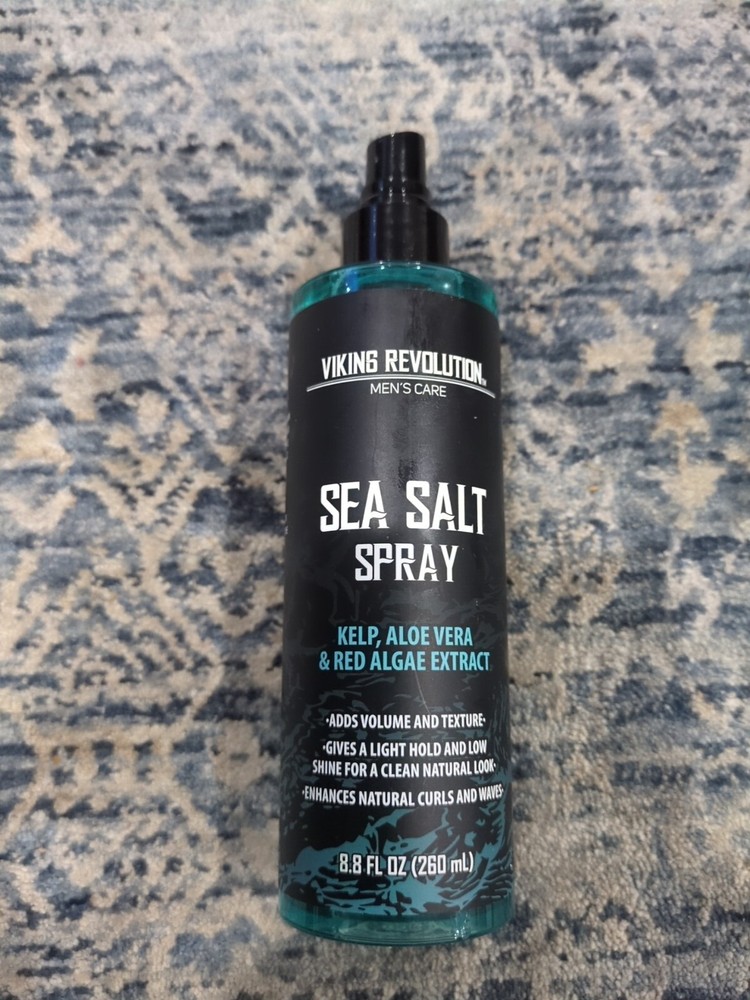 VIKING REVOLUTION™
MEN'S CARE
SEA SALT
SPRAY
KELP, ALOE VERA
& RED ALGAE EXTRACT
·ADDS VOLUME AND TEXTURE·
·GIVES A LIGHT HOLD AND LOW
SHINE FOR A CLEAN NATURAL LOOK·
·ENHANCES NATURAL CURLS AND WAVES·
8.8 FL OZ (260 mL)